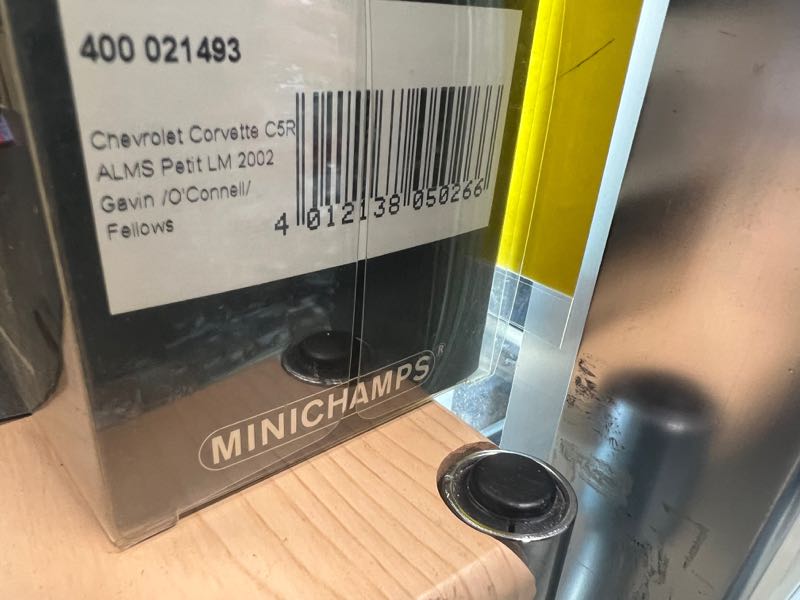 400 021493
Chevrolet Corvette C5R
ALMS Petit LM 2002
Gavin /O'Connell/
Fellows
4 012138 050266
MINICHAMPS®